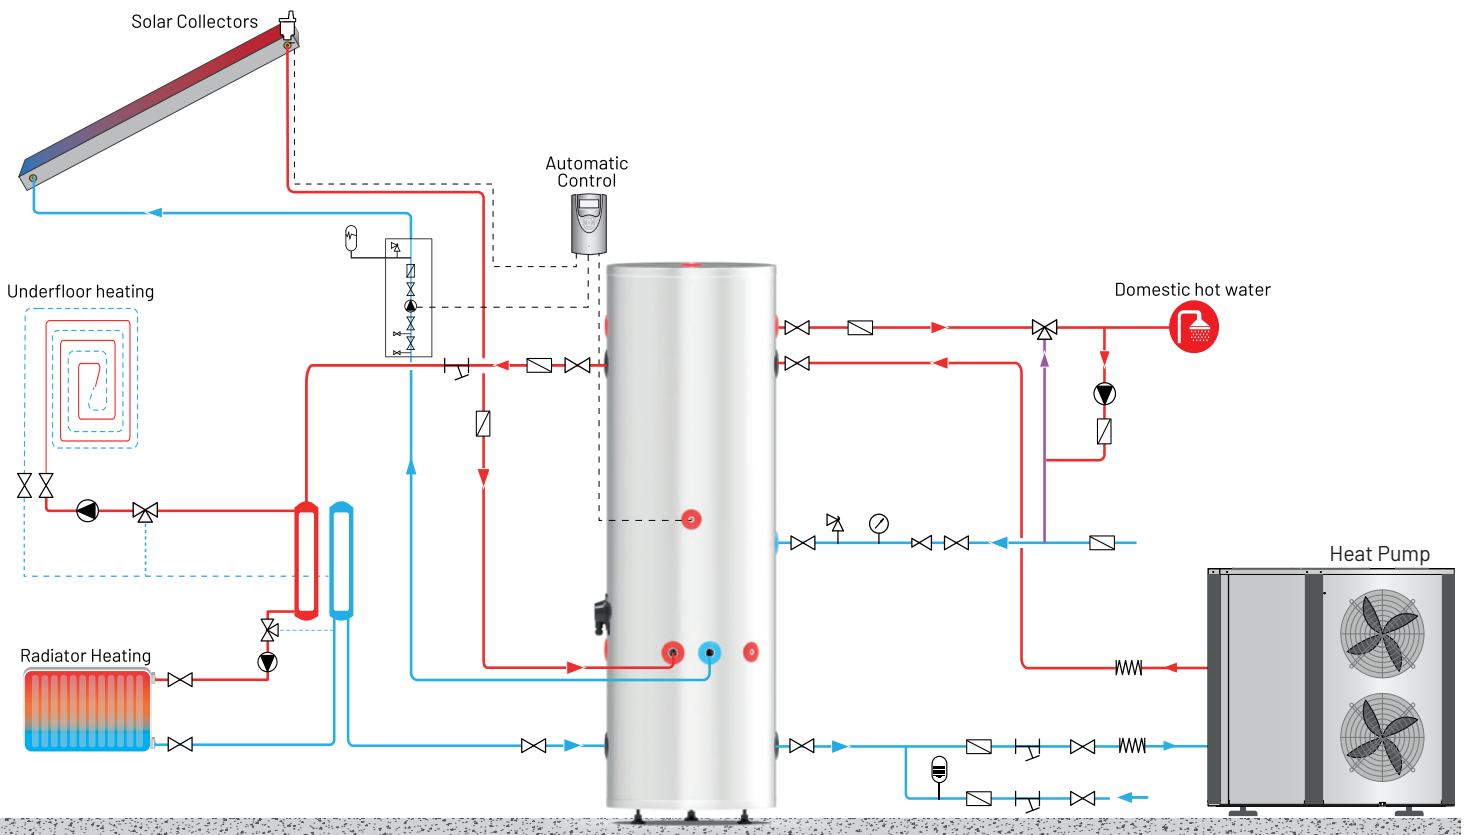 Solar Collectors
Automatic
Control
Underfloor heating
Domestic hot water
Heat Pump
Radiator Heating